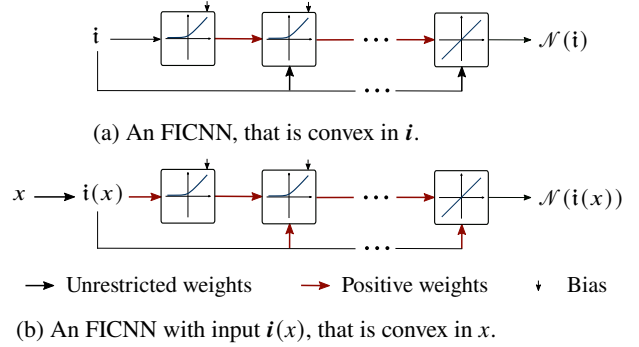 𝔦 ⋯ 𝒩(𝔦)
⋯
(a) An FICNN, that is convex in 𝒊.
x 𝔦(x) ⋯ 𝒩(𝔦(x))
⋯
Unrestricted weights Positive weights Bias
(b) An FICNN with input 𝒊(x), that is convex in x.